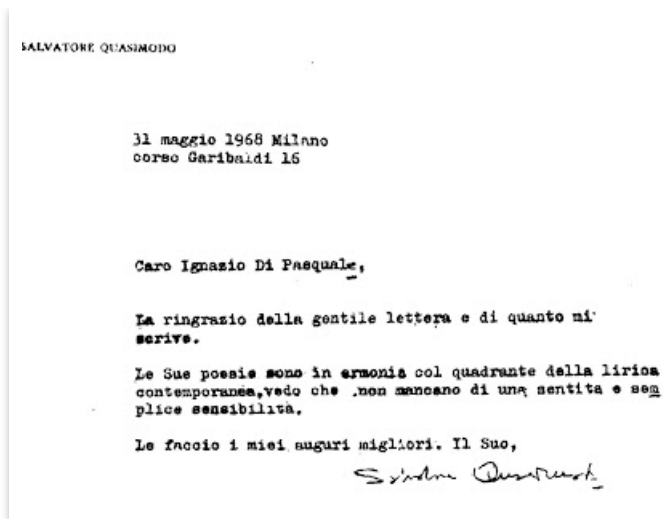 SALVATORE QUASIMODO
31 maggio 1968 Milano
corso Garibaldi 16
Caro Ignazio Di Pasquale,
La ringrazio della gentile lettera e di quanto mi
scrive.
Le Sue poesie sono in armonia col quadrante della lirica
contemporanea,vedo che .non mancano di una sentita e sem
plice sensibilità.
Le faccio i miei auguri migliori. Il Suo,
Salvatore Quasimodo